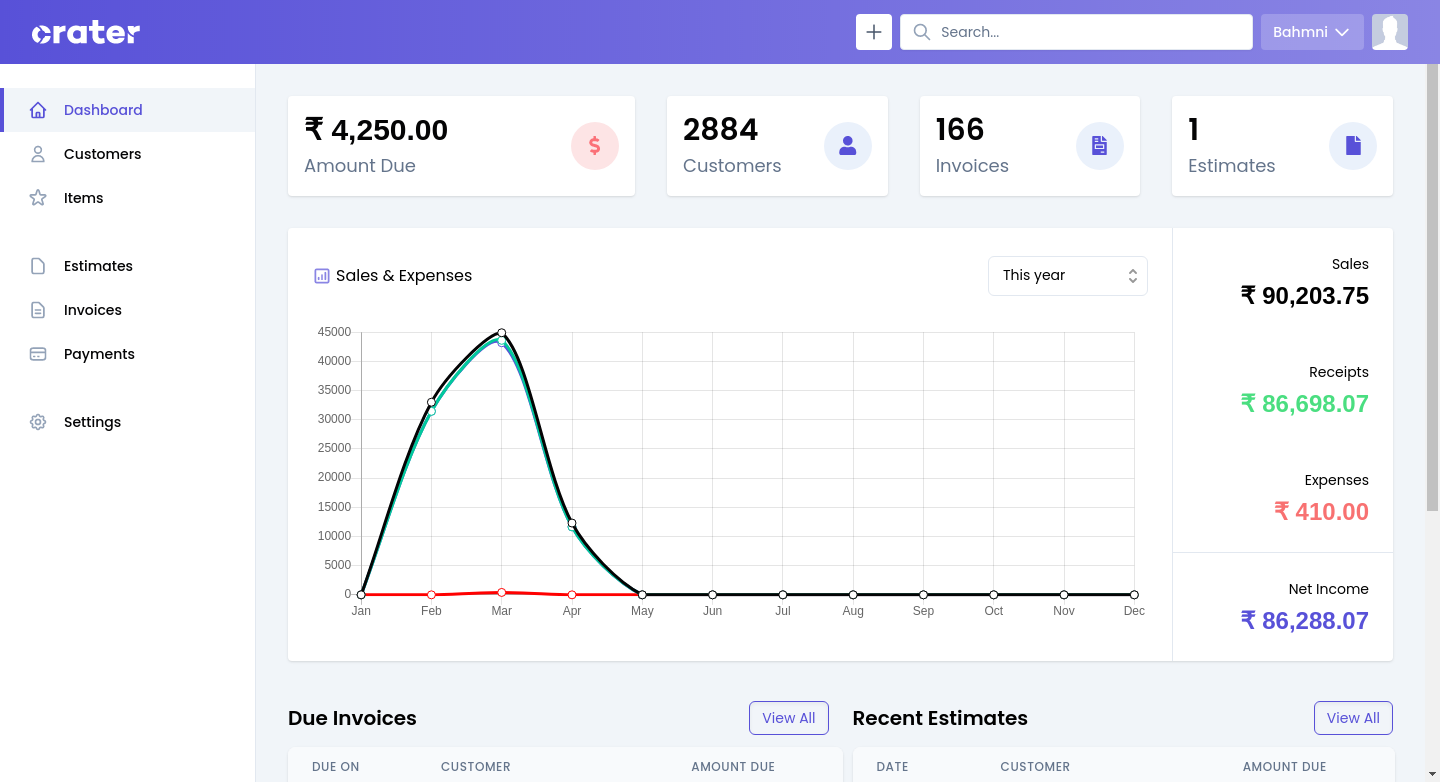 crater
Search...
Bahmni
Dashboard
Customers
Items
Estimates
Invoices
Payments
Settings
₹ 4,250.00
Amount Due
2884
Customers
166
Invoices
1
Estimates
Sales & Expenses
This year
45000
40000
35000
30000
25000
20000
15000
10000
5000
0
Jan Feb Mar Apr May Jun Jul Aug Sep Oct Nov Dec
Sales
₹ 90,203.75
Receipts
₹ 86,698.07
Expenses
₹ 410.00
Net Income
₹ 86,288.07
Due Invoices
View All
DUE ON CUSTOMER AMOUNT DUE
Recent Estimates
View All
DATE CUSTOMER AMOUNT DUE